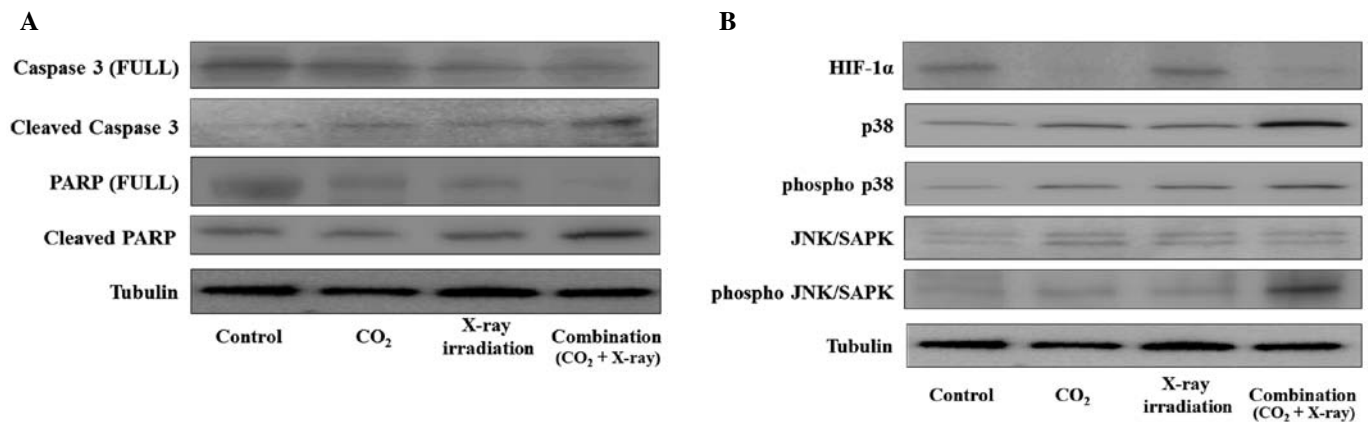 A
Caspase 3 (FULL)
Cleaved Caspase 3
PARP (FULL)
Cleaved PARP
Tubulin
Control
CO₂
X-ray
irradiation
Combination
(CO₂ + X-ray)
B
HIF-1α
p38
phospho p38
JNK/SAPK
phospho JNK/SAPK
Tubulin
Control
CO₂
X-ray
irradiation
Combination
(CO₂ + X-ray)